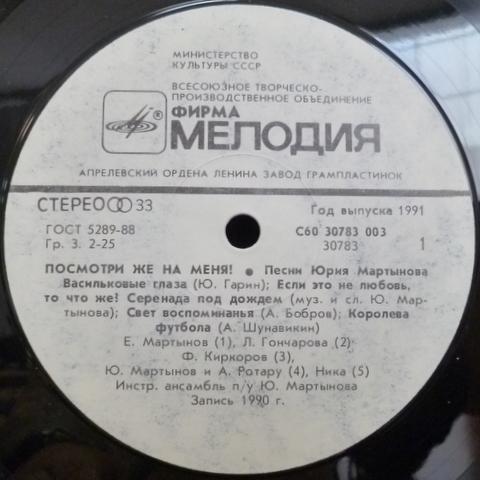 МИНИСТЕРСТВО
КУЛЬТУРЫ СССР
ВСЕСОЮЗНОЕ ТВОРЧЕСКО-
-ПРОИЗВОДСТВЕННОЕ ОБЪЕДИНЕНИЕ
ФИРМА
® МЕЛОДИЯ
АПРЕЛЕВСКИЙ ОРДЕНА ЛЕНИНА ЗАВОД ГРАМПЛАСТИНОК
СТЕРЕО 33
Год выпуска 1991
ГОСТ 5289-88
С60 30783 003
Гр. 3. 2-25
30783 1
ПОСМОТРИ ЖЕ НА МЕНЯ! ● Песни Юрия Мартынова
Васильковые глаза (Ю. Гарин); Если это не любовь,
то что же? Серенада под дождем (муз. и сл. Ю. Мар-
тынова); Свет воспоминанья (А. Бобров); Королева
футбола (А. Шунавикин)
Е. Мартынов (1), Л. Гончарова (2)
Ф. Киркоров (3),
Ю. Мартынов и А. Ротару (4), Ника (5)
Инстр. ансамбль п/у Ю. Мартынова
Запись 1990 г.